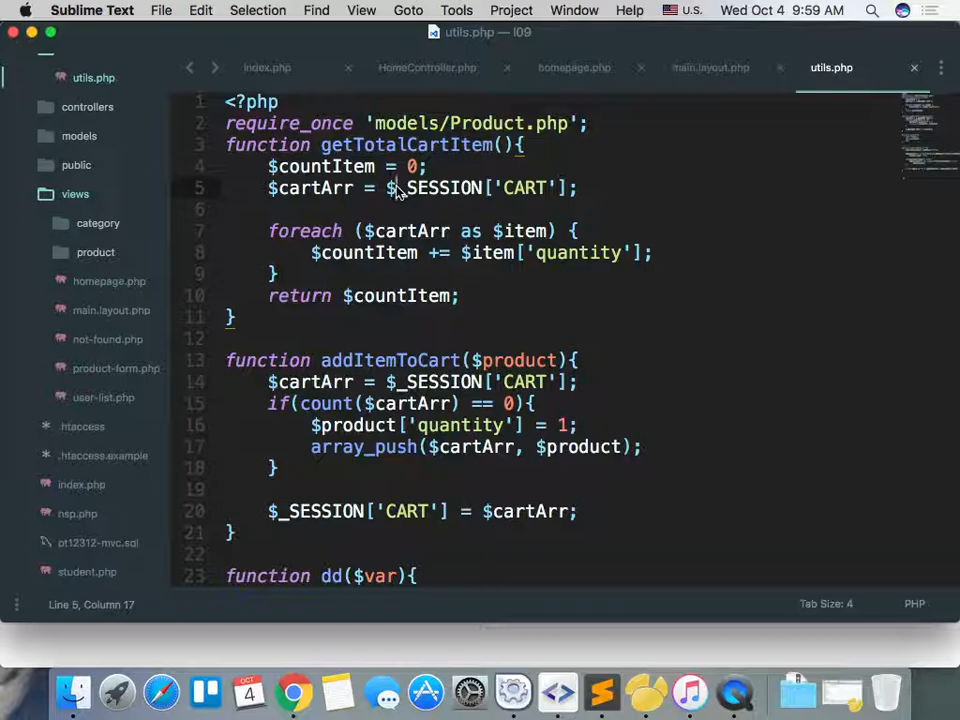 Sublime Text File Edit Selection Find View Goto Tools Project Window Help U.S. Wed Oct 4 9:59 AM
utils.php — l09
index.php HomeController.php homepage.php main.layout.php utils.php
utils.php
controllers
models
public
views
category
product
homepage.php
main.layout.php
not-found.php
product-form.php
user-list.php
.htaccess
.htaccess.example
index.php
nsp.php
pt12312-mvc.sql
student.php
1 <?php
2 require_once 'models/Product.php';
3 function getTotalCartItem(){
4 $countItem = 0;
5 $cartArr = $_SESSION['CART'];
6
7 foreach ($cartArr as $item) {
8 $countItem += $item['quantity'];
9 }
10 return $countItem;
11 }
12
13 function addItemToCart($product){
14 $cartArr = $_SESSION['CART'];
15 if(count($cartArr) == 0){
16 $product['quantity'] = 1;
17 array_push($cartArr, $product);
18 }
19
20 $_SESSION['CART'] = $cartArr;
21 }
22
23 function dd($var){
Line 5, Column 17 Tab Size: 4 PHP
OCT
4